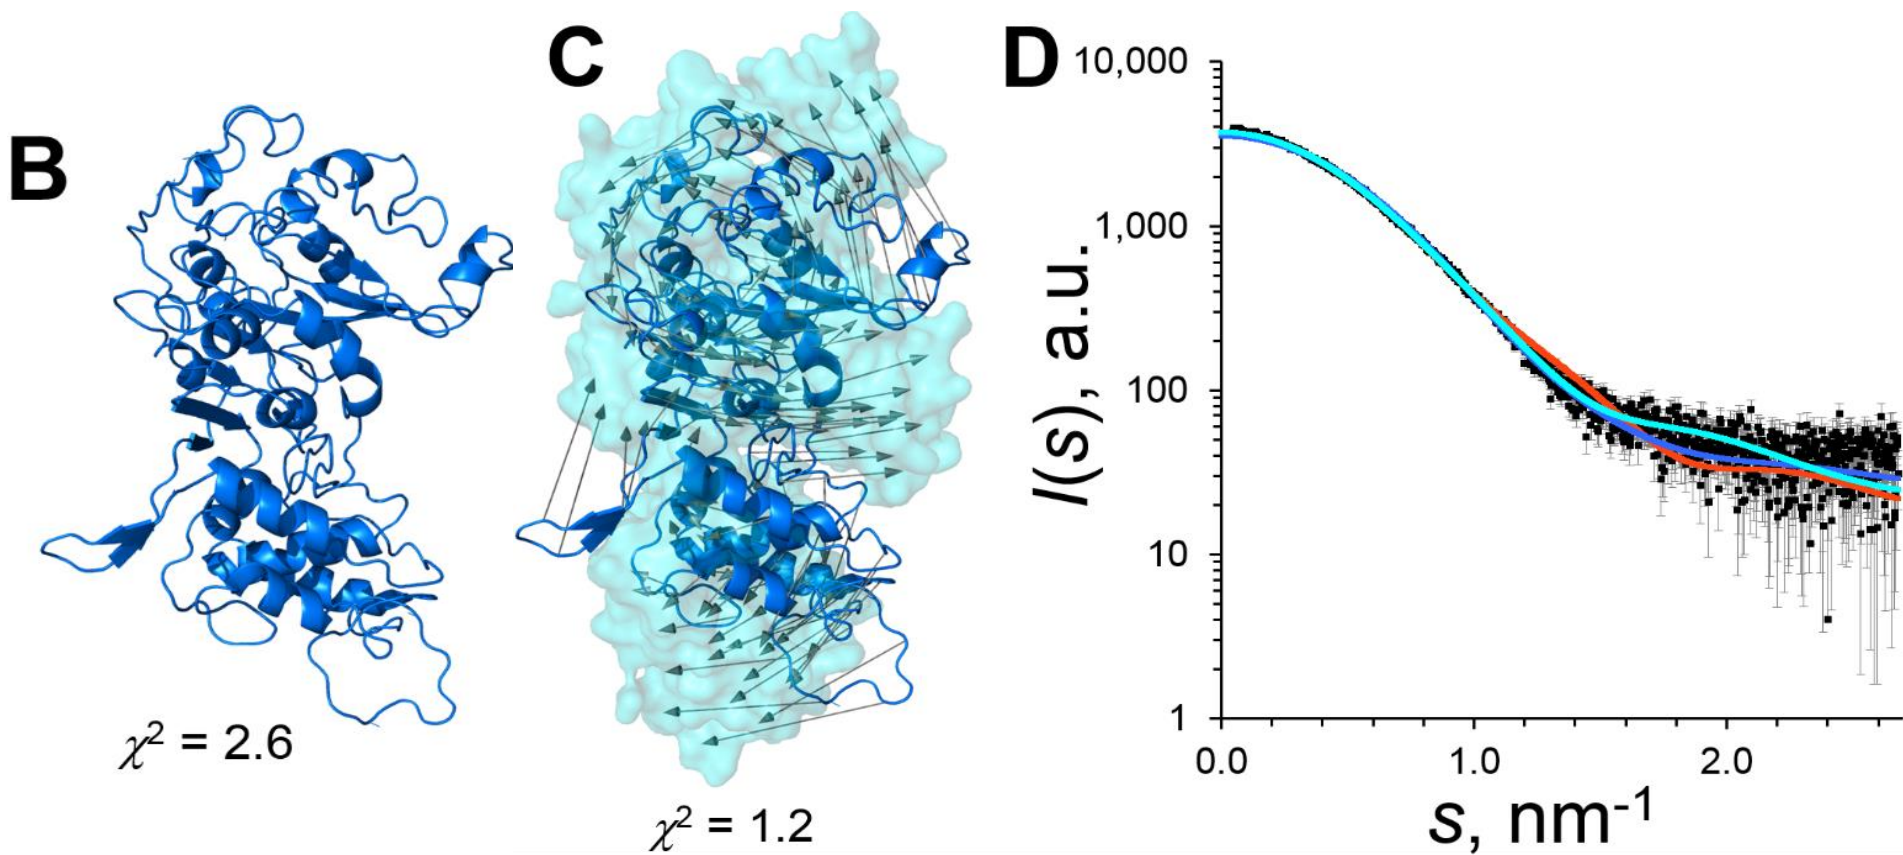 B
χ² = 2.6
C
χ² = 1.2
D
10,000
1,000
100
10
1
I(s), a.u.
0.0 1.0 2.0
s, nm⁻¹